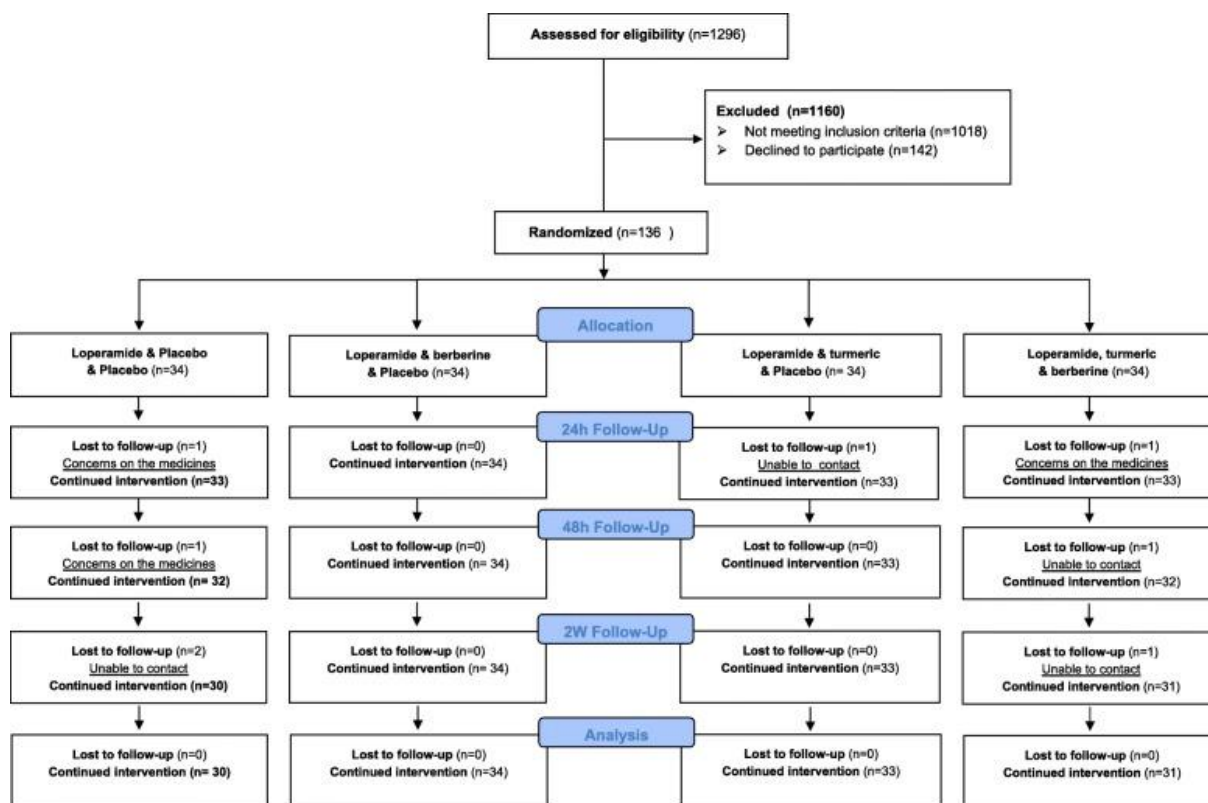 Assessed for eligibility (n=1296)
Excluded (n=1160)
➢ Not meeting inclusion criteria (n=1018)
➢ Declined to participate (n=142)
Randomized (n=136 )
Allocation
Loperamide & Placebo
& Placebo (n=34)
Loperamide & berberine
& Placebo (n=34)
Loperamide & turmeric
& Placebo (n= 34)
Loperamide, turmeric
& berberine (n=34)
24h Follow-Up
Lost to follow-up (n=1)
Concerns on the medicines
Continued intervention (n=33)
Lost to follow-up (n=0)
Continued intervention (n=34)
Lost to follow-up (n=1)
Unable to contact
Continued intervention (n=33)
Lost to follow-up (n=1)
Concerns on the medicines
Continued intervention (n=33)
48h Follow-Up
Lost to follow-up (n=1)
Concerns on the medicines
Continued intervention (n= 32)
Lost to follow-up (n=0)
Continued intervention (n= 34)
Lost to follow-up (n=0)
Continued intervention (n=33)
Lost to follow-up (n=1)
Unable to contact
Continued intervention (n=32)
2W Follow-Up
Lost to follow-up (n=2)
Unable to contact
Continued intervention (n=30)
Lost to follow-up (n=0)
Continued intervention (n= 34)
Lost to follow-up (n=0)
Continued intervention (n=33)
Lost to follow-up (n=1)
Unable to contact
Continued intervention (n=31)
Analysis
Lost to follow-up (n=0)
Continued intervention (n= 30)
Lost to follow-up (n=0)
Continued intervention (n=34)
Lost to follow-up (n=0)
Continued intervention (n=33)
Lost to follow-up (n=0)
Continued intervention (n=31)